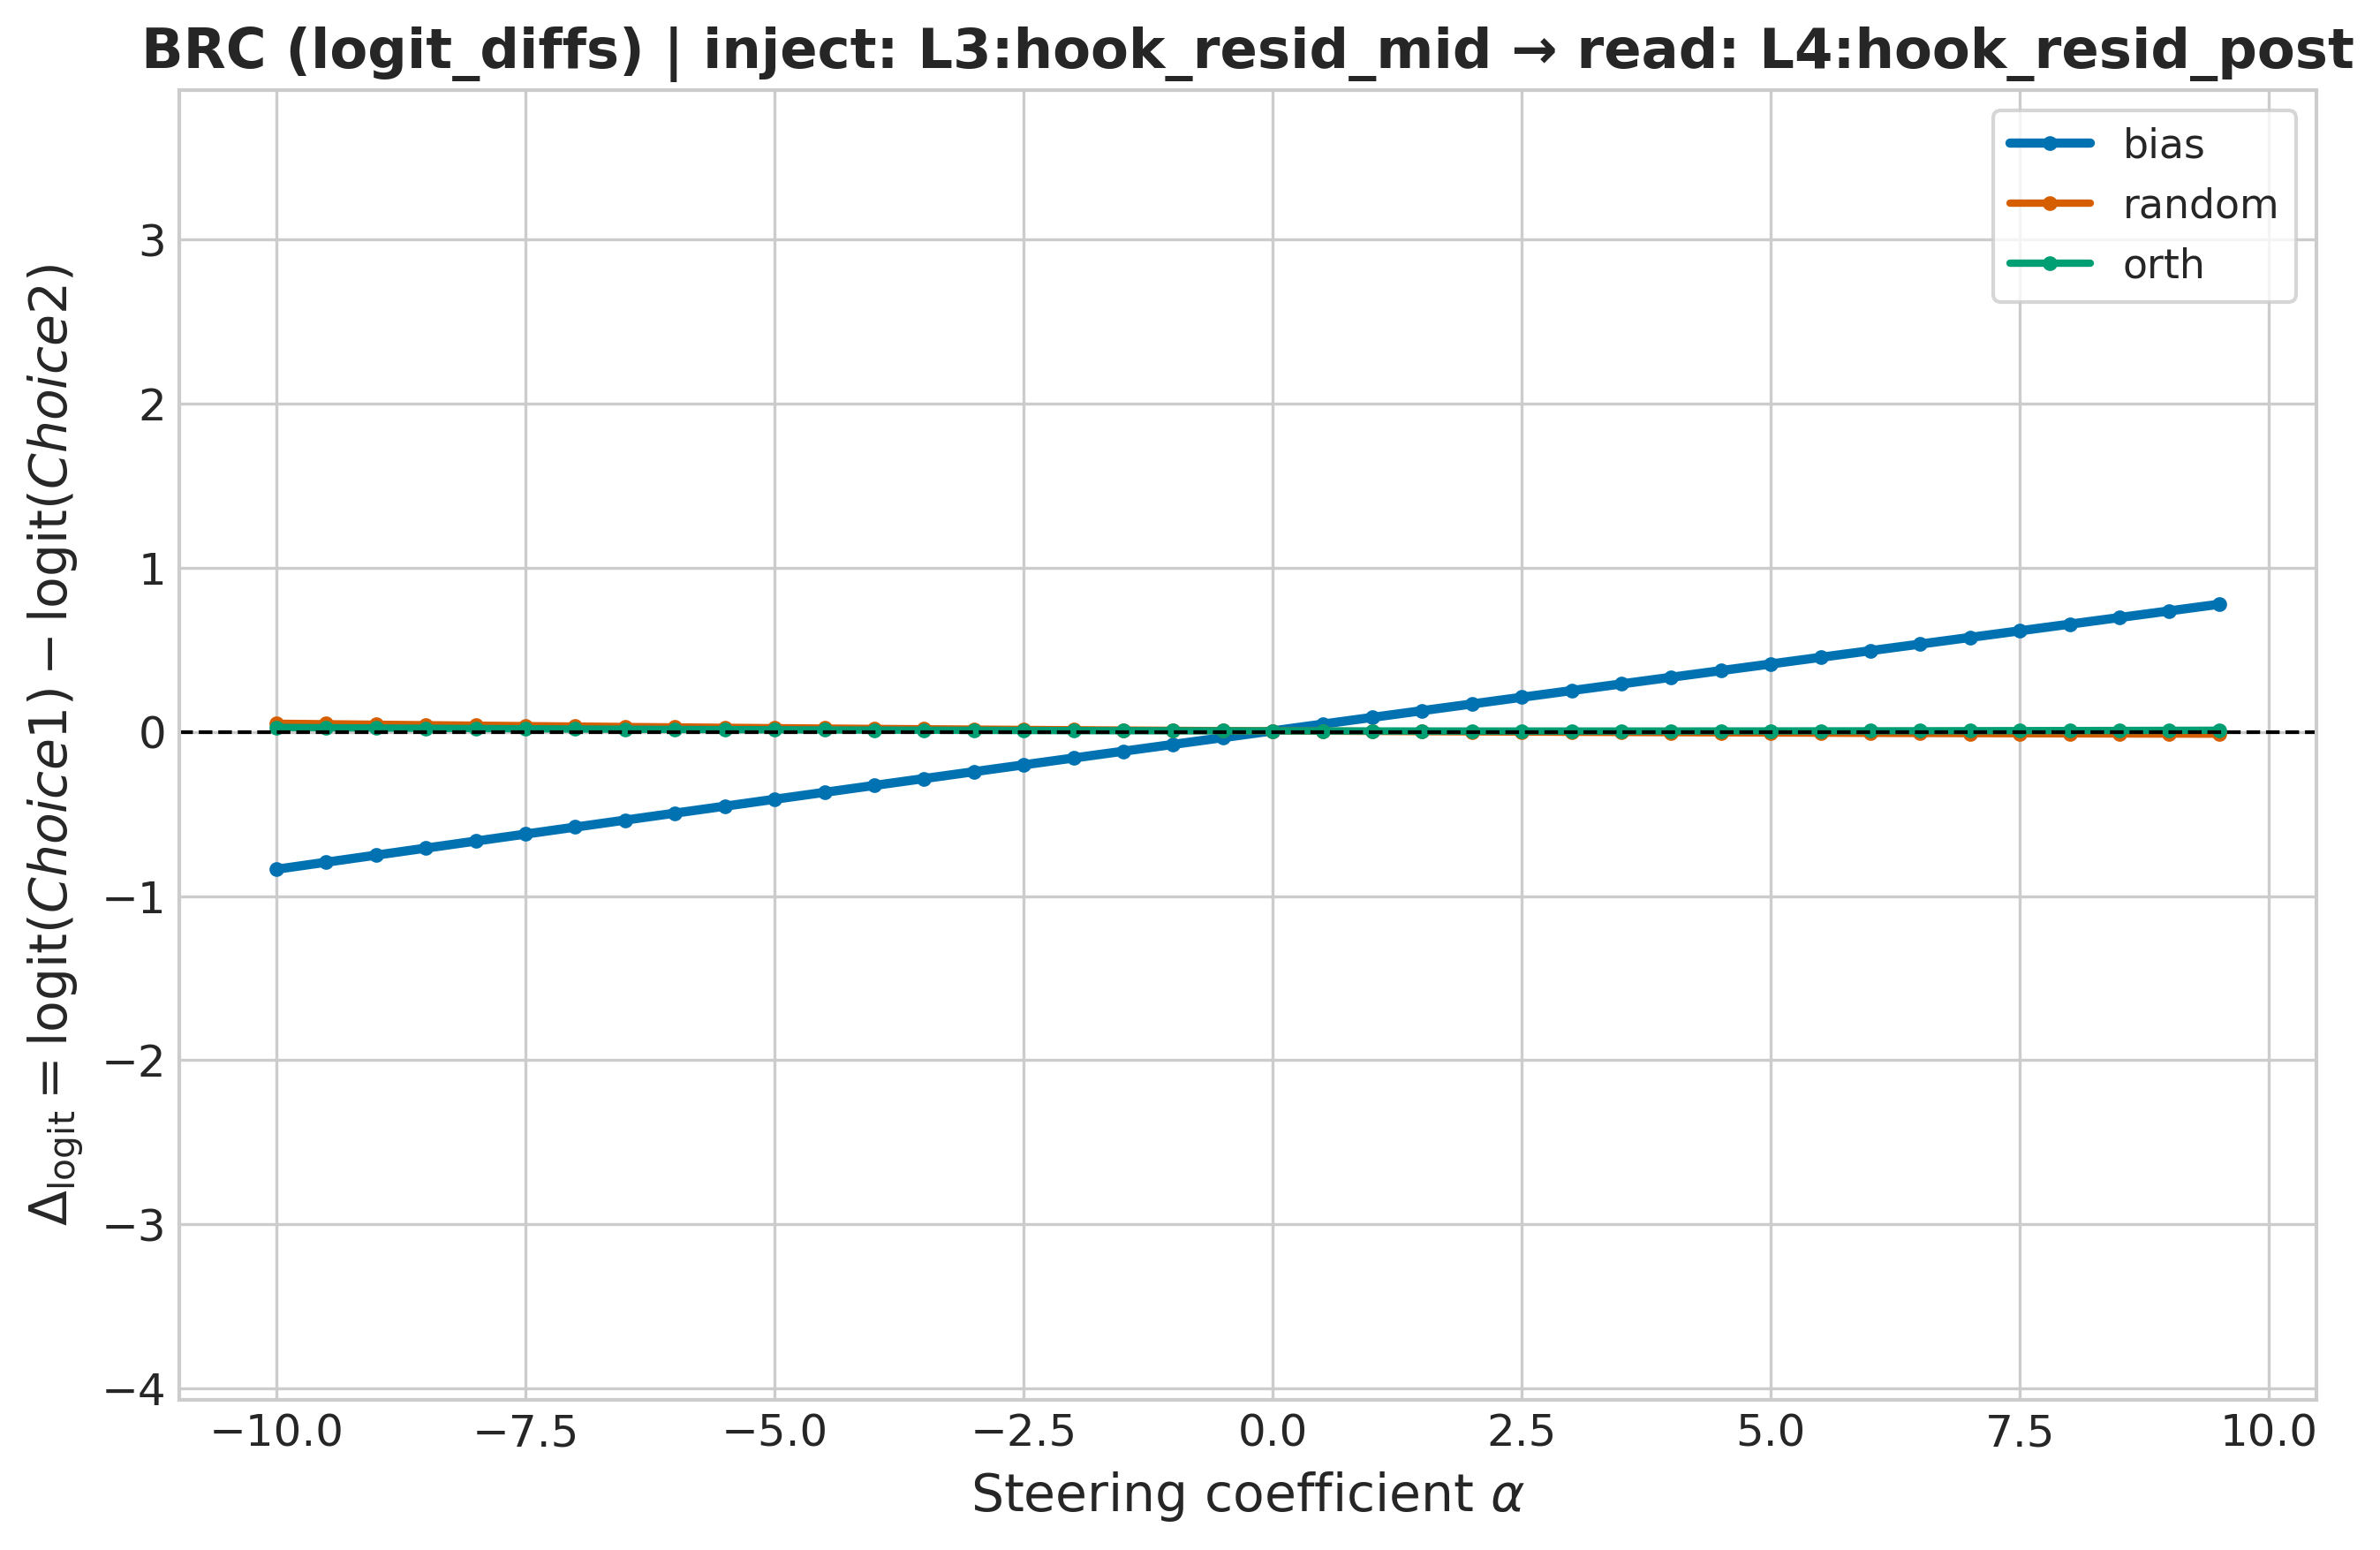 BRC (logit_diffs) | inject: L3:hook_resid_mid → read: L4:hook_resid_post
bias
random
orth
Δlogit = logit(Choice1) − logit(Choice2)
3
2
1
0
−1
−2
−3
−4
−10.0 −7.5 −5.0 −2.5 0.0 2.5 5.0 7.5 10.0
Steering coefficient α